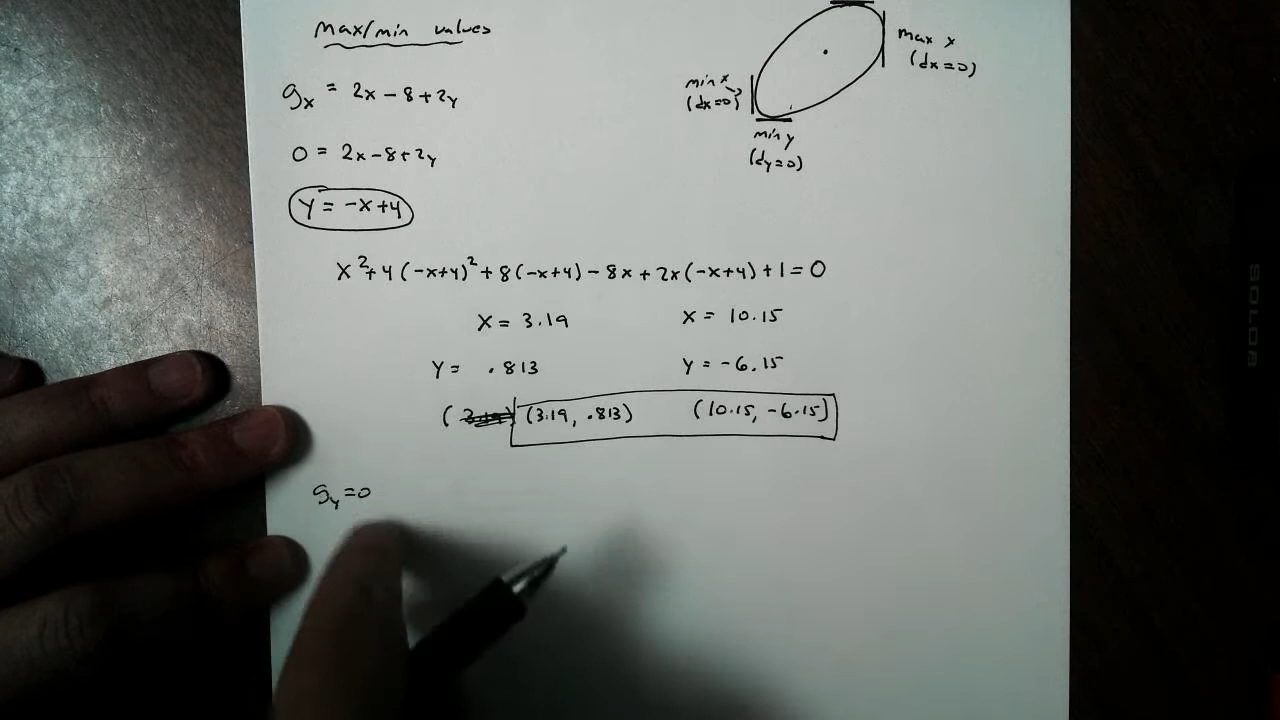 max/min values
max x
(dx=0)
min x
(dx=0)
min y
(dy=0)
gx = 2x - 8 + 2y
0 = 2x - 8 + 2y
y = -x+4
x² + 4(-x+4)² + 8(-x+4) - 8x + 2x(-x+4) + 1 = 0
x = 3.19 x = 10.15
y = .813 y = -6.15
( (3.19, .813) (10.15, -6.15)
gy = 0